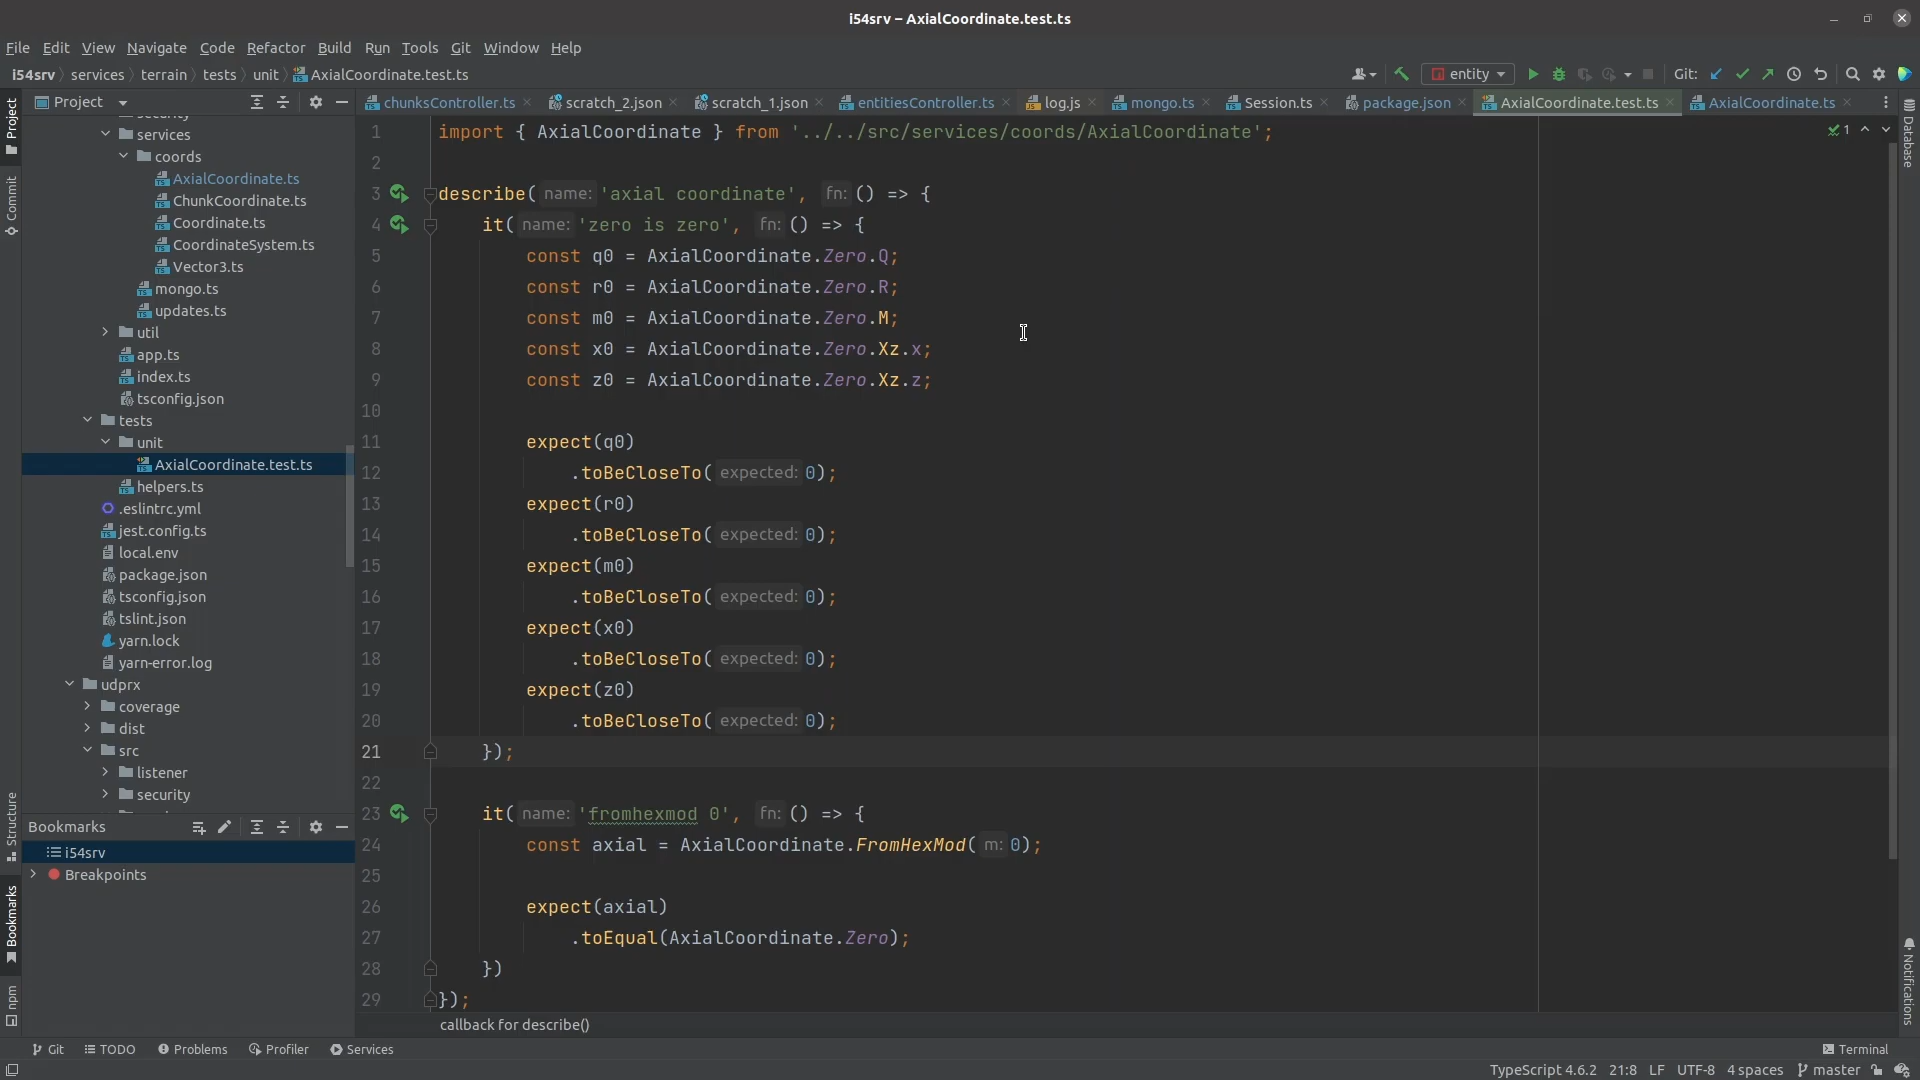 i54srv – AxialCoordinate.test.ts
File Edit View Navigate Code Refactor Build Run Tools Git Window Help
i54srv services terrain tests unit AxialCoordinate.test.ts
entity Git:
Project
chunksController.ts scratch_2.json scratch_1.json entitiesController.ts log.js mongo.ts Session.ts package.json AxialCoordinate.test.ts AxialCoordinate.ts
Project
Commit
Structure
Bookmarks
npm
services
coords
AxialCoordinate.ts
ChunkCoordinate.ts
Coordinate.ts
CoordinateSystem.ts
Vector3.ts
mongo.ts
updates.ts
util
app.ts
index.ts
tsconfig.json
tests
unit
AxialCoordinate.test.ts
helpers.ts
.eslintrc.yml
jest.config.ts
local.env
package.json
tsconfig.json
tslint.json
yarn.lock
yarn-error.log
udprx
coverage
dist
src
listener
security
Bookmarks
i54srv
Breakpoints
1 import { AxialCoordinate } from '../../src/services/coords/AxialCoordinate';
2
3 describe( name: 'axial coordinate', fn: () => {
4 it( name: 'zero is zero', fn: () => {
5 const q0 = AxialCoordinate.Zero.Q;
6 const r0 = AxialCoordinate.Zero.R;
7 const m0 = AxialCoordinate.Zero.M;
8 const x0 = AxialCoordinate.Zero.Xz.x;
9 const z0 = AxialCoordinate.Zero.Xz.z;
10
11 expect(q0)
12 .toBeCloseTo( expected: 0);
13 expect(r0)
14 .toBeCloseTo( expected: 0);
15 expect(m0)
16 .toBeCloseTo( expected: 0);
17 expect(x0)
18 .toBeCloseTo( expected: 0);
19 expect(z0)
20 .toBeCloseTo( expected: 0);
21 });
22
23 it( name: 'fromhexmod 0', fn: () => {
24 const axial = AxialCoordinate.FromHexMod( m: 0);
25
26 expect(axial)
27 .toEqual(AxialCoordinate.Zero);
28 })
29 });
callback for describe()
1
Database
Notifications
Git TODO Problems Profiler Services Terminal
TypeScript 4.6.2 21:8 LF UTF-8 4 spaces master